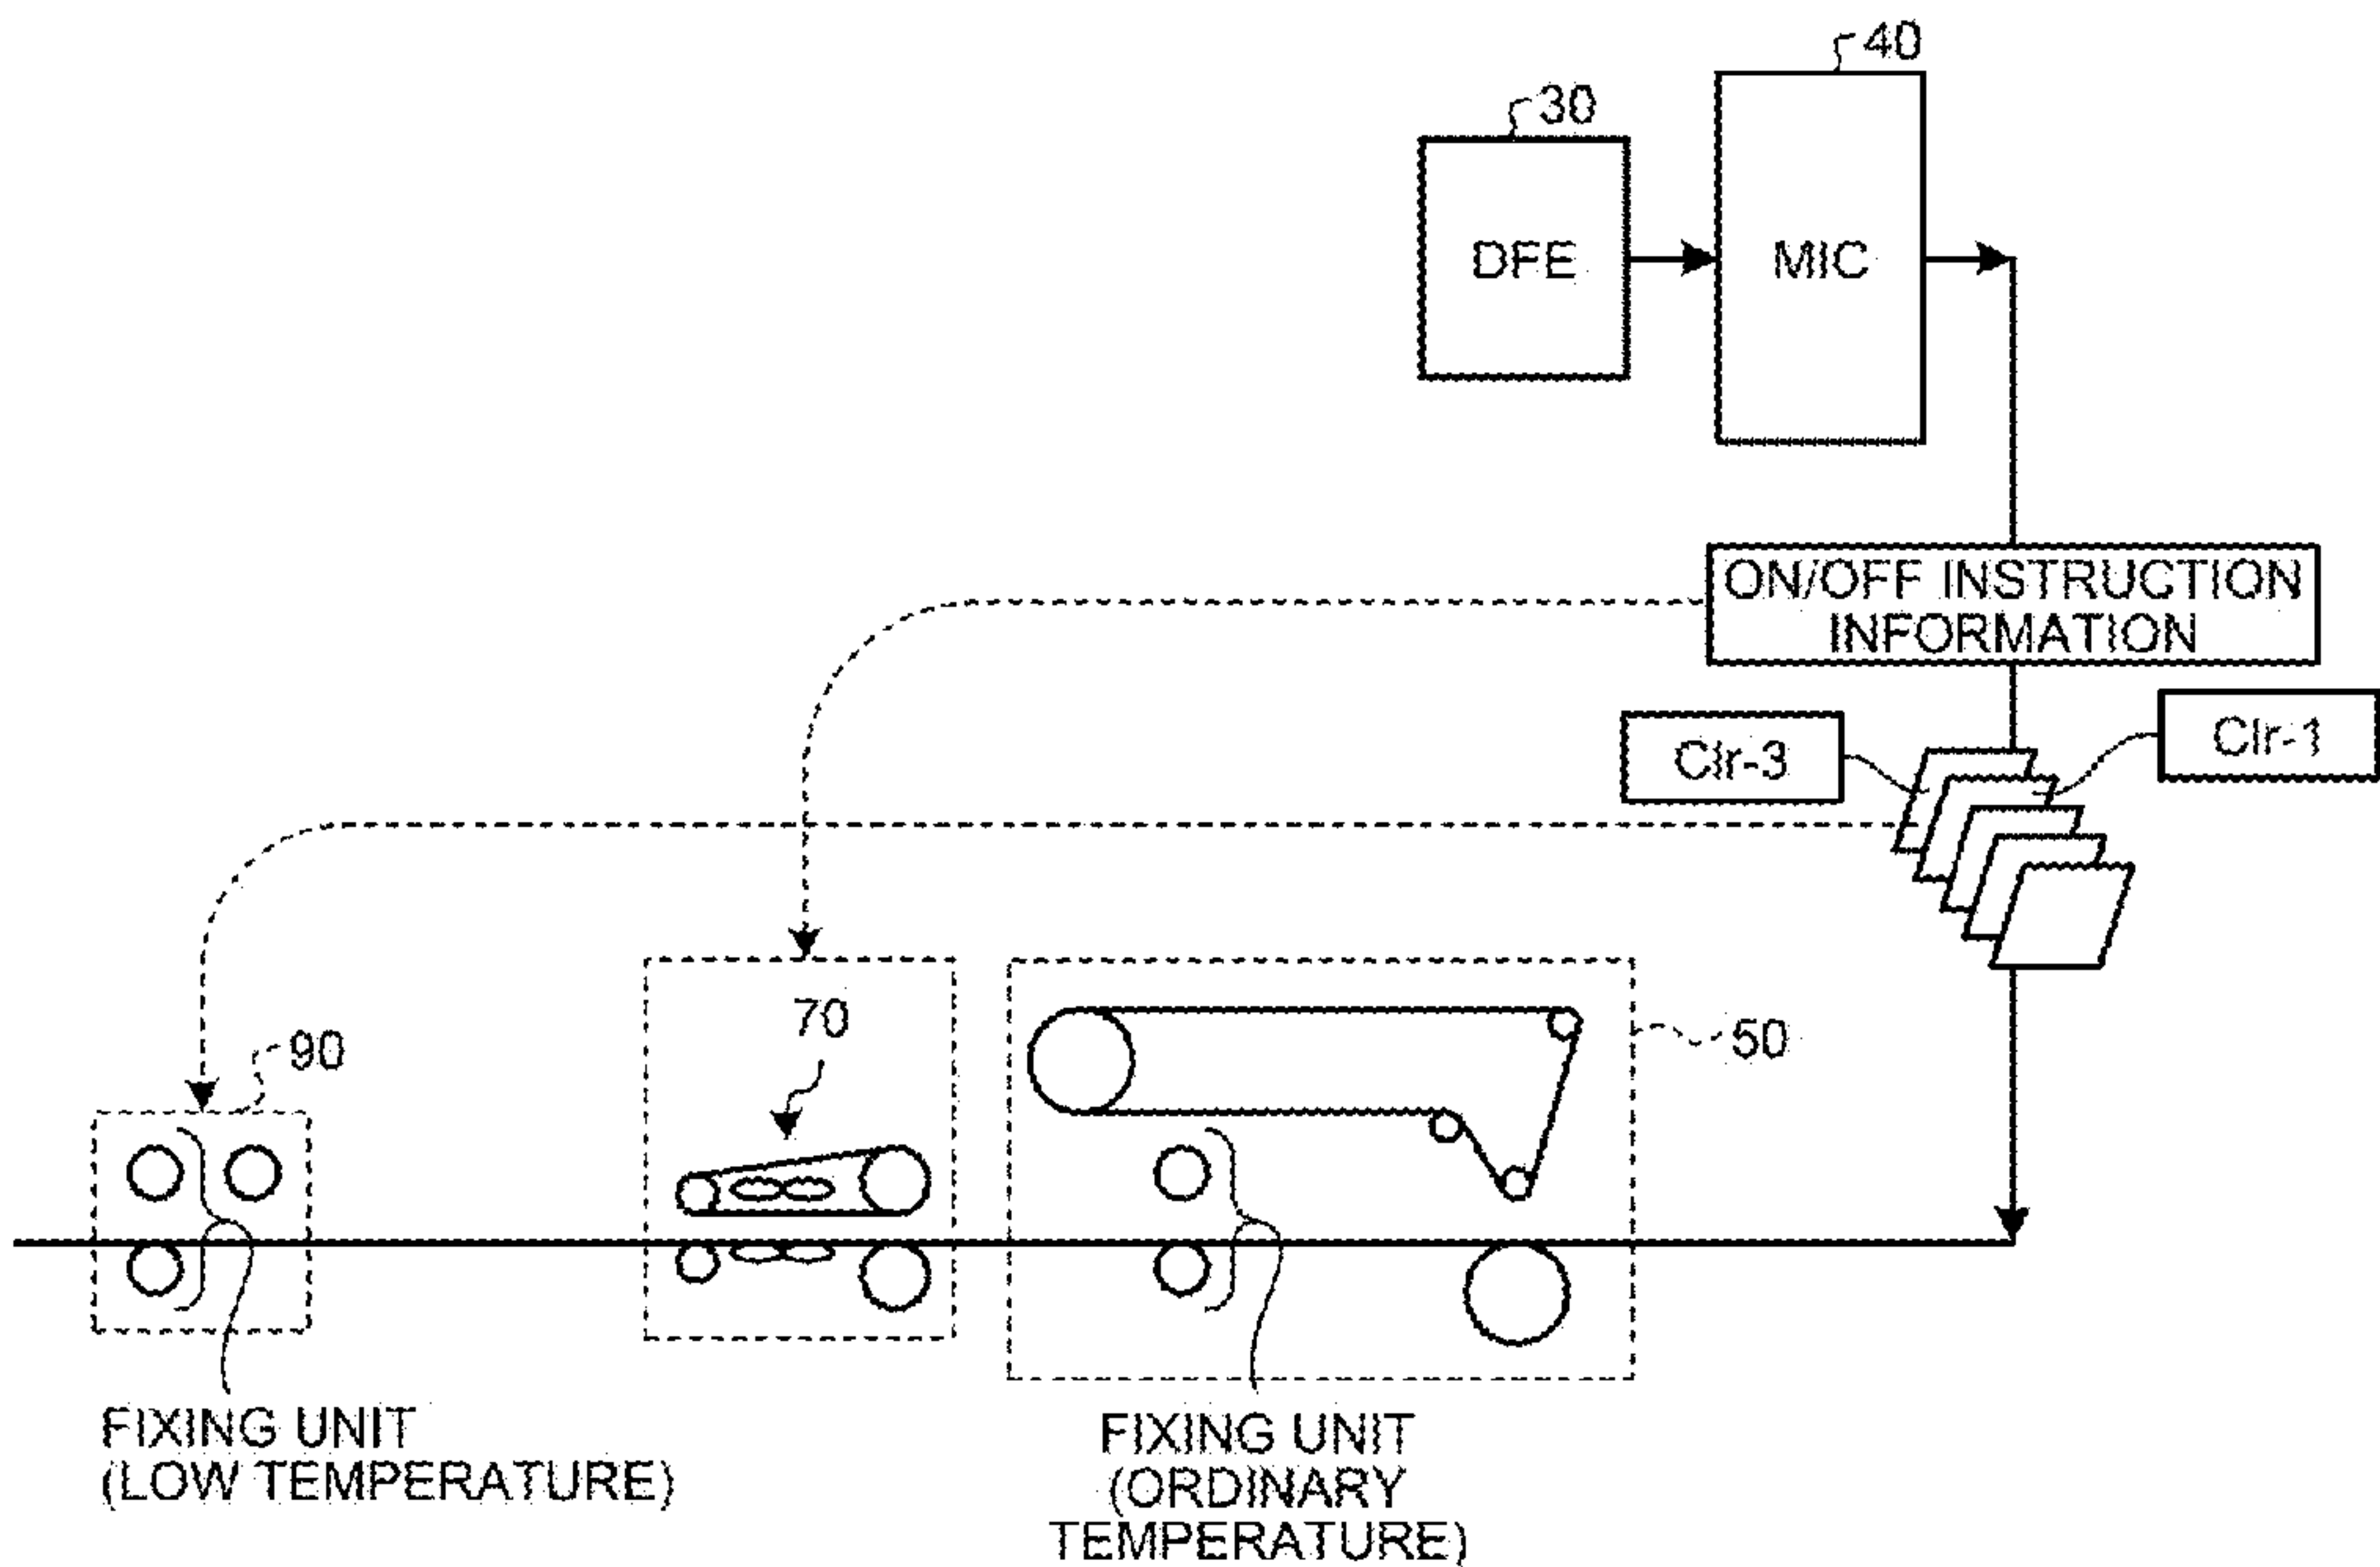 40
30
DFE
MIC
ON/OFF INSTRUCTION
INFORMATION
Clr-3
Clr-1
70
90
50
FIXING UNIT
(LOW TEMPERATURE)
FIXING UNIT
(ORDINARY
TEMPERATURE)